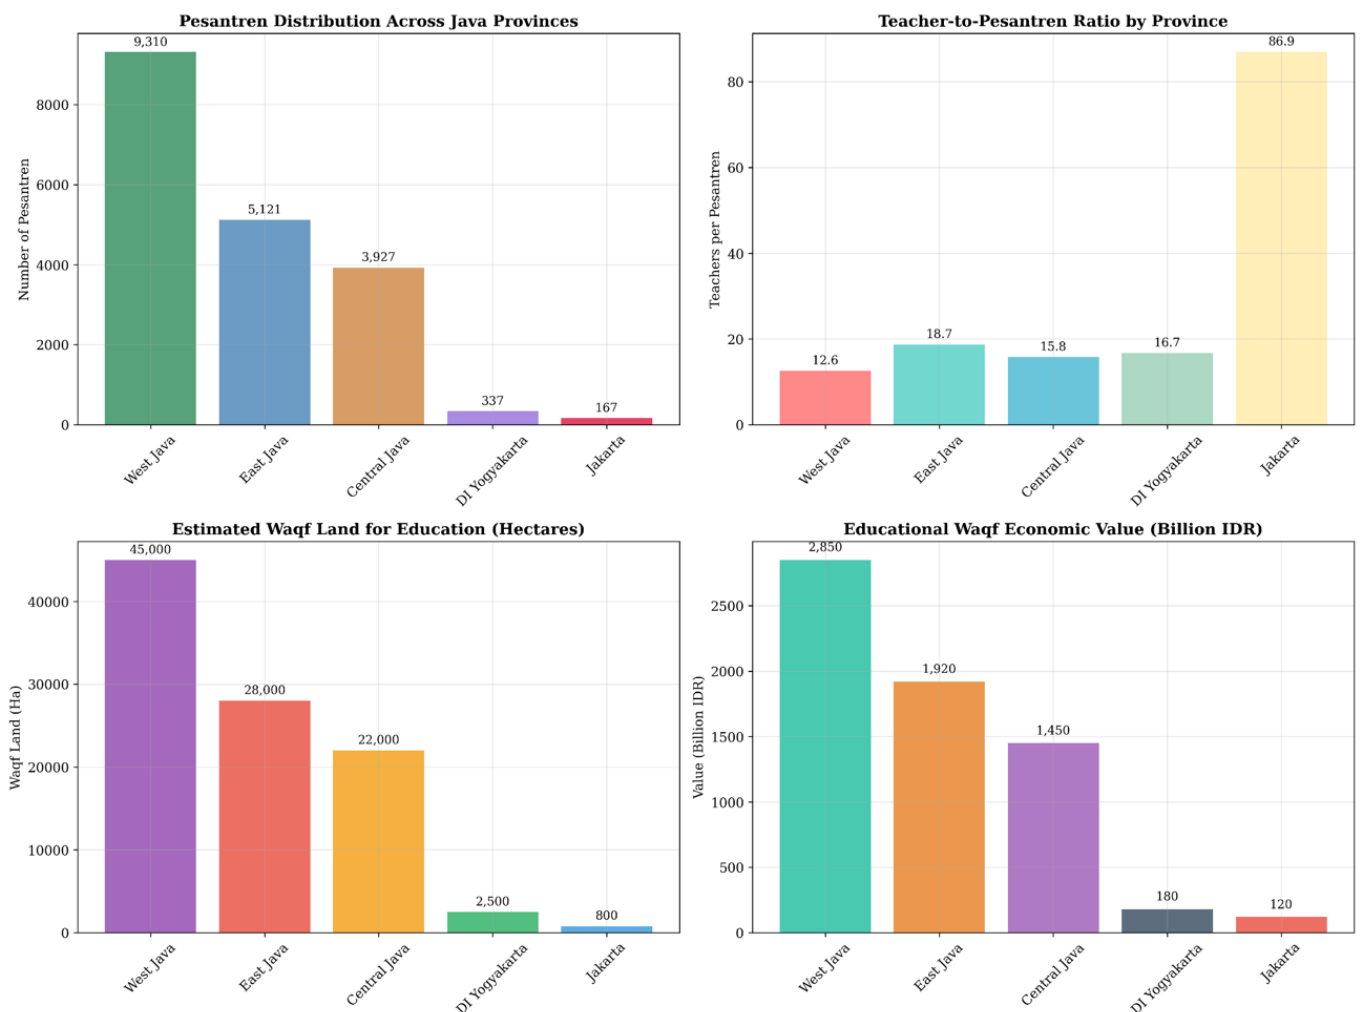 Pesantren Distribution Across Java Provinces
Number of Pesantren
8000
6000
4000
2000
0
9,310
5,121
3,927
337
167
West Java
East Java
Central Java
DI Yogyakarta
Jakarta
Teacher-to-Pesantren Ratio by Province
Teachers per Pesantren
80
60
40
20
0
12.6
18.7
15.8
16.7
86.9
West Java
East Java
Central Java
DI Yogyakarta
Jakarta
Estimated Waqf Land for Education (Hectares)
Waqf Land (Ha)
40000
30000
20000
10000
0
45,000
28,000
22,000
2,500
800
West Java
East Java
Central Java
DI Yogyakarta
Jakarta
Educational Waqf Economic Value (Billion IDR)
Value (Billion IDR)
2500
2000
1500
1000
500
0
2,850
1,920
1,450
180
120
West Java
East Java
Central Java
DI Yogyakarta
Jakarta